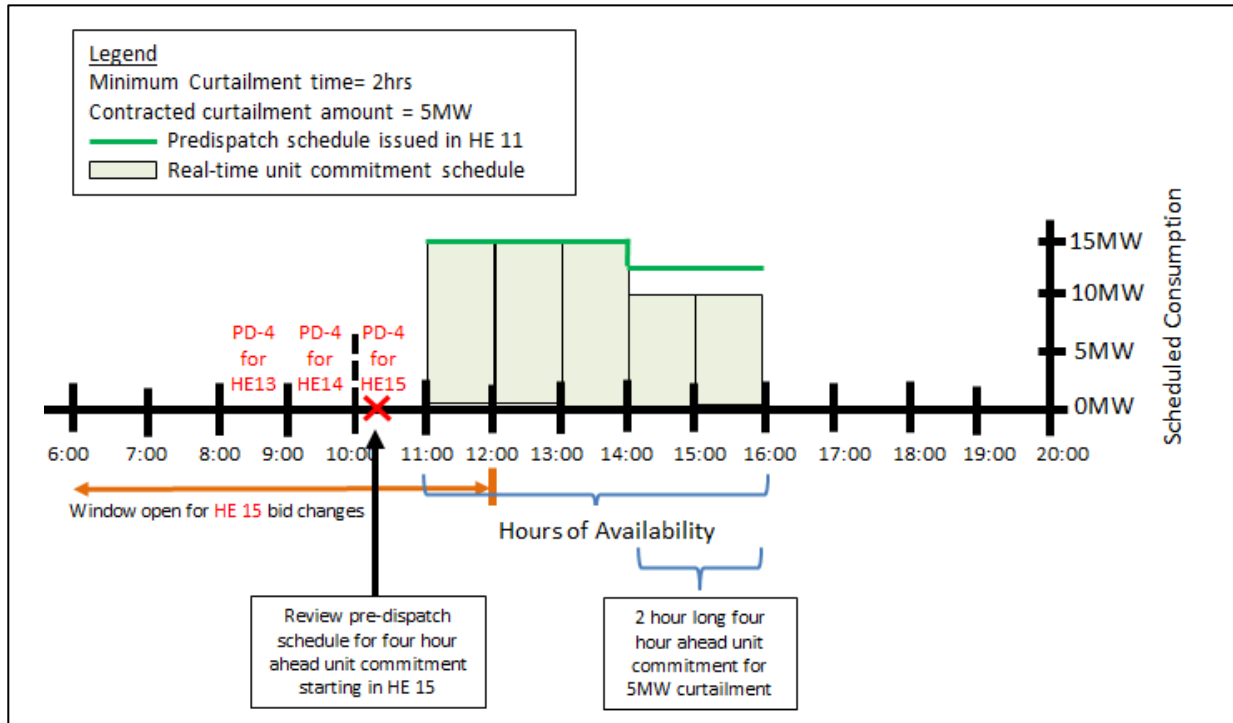 Legend
Minimum Curtailment time= 2hrs
Contracted curtailment amount = 5MW
Predispatch schedule issued in HE 11
Real-time unit commitment schedule
15MW
10MW
5MW
0MW
Scheduled Consumption
PD-4
for
HE13
PD-4
for
HE14
PD-4
for
HE15
6:00
7:00
8:00
9:00
10:00
11:00
12:00
13:00
14:00
15:00
16:00
17:00
18:00
19:00
20:00
Window open for HE 15 bid changes
Hours of Availability
Review pre-dispatch
schedule for four hour
ahead unit commitment
starting in HE 15
2 hour long four
hour ahead unit
commitment for
5MW curtailment